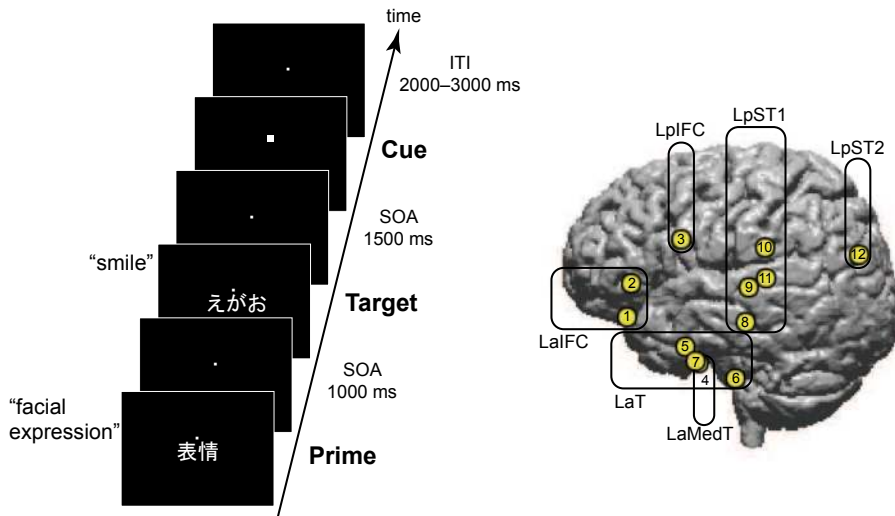 time
ITI
2000–3000 ms
Cue
SOA
1500 ms
“smile”
えがお
Target
SOA
1000 ms
“facial
expression”
表情
Prime
LpIFC
LpST1
LpST2
3
10
12
2
11
9
1
8
LaIFC
5
7
4
6
LaT
LaMedT